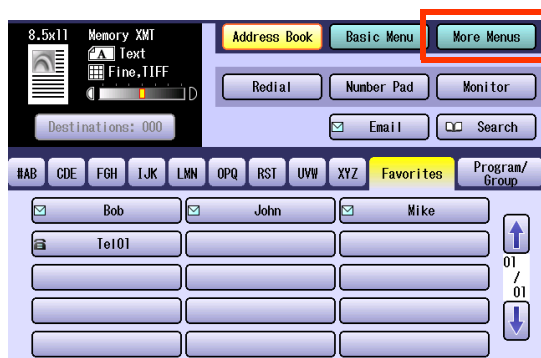 8.5x11 Memory XMT Address Book Basic Menu More Menus
A Text
Fine,TIFF
D
Redial Number Pad Monitor
Destinations: 000 Email Search
#AB CDE FGH IJK LMN OPQ RST UVW XYZ Favorites Program/
Group
Bob John Mike
Tel01
01
/
01